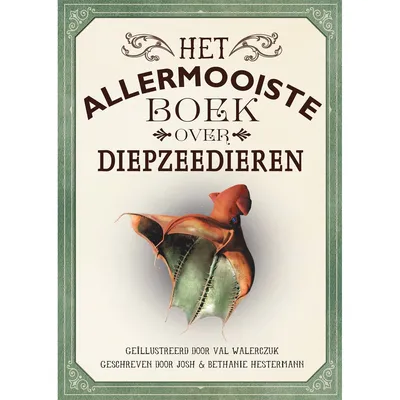 HET
ALLERMOOISTE
BOEK
OVER
DIEPZEEDIEREN
GEÏLLUSTREERD DOOR VAL WALERCZUK
GESCHREVEN DOOR JOSH & BETHANIE HESTERMANN